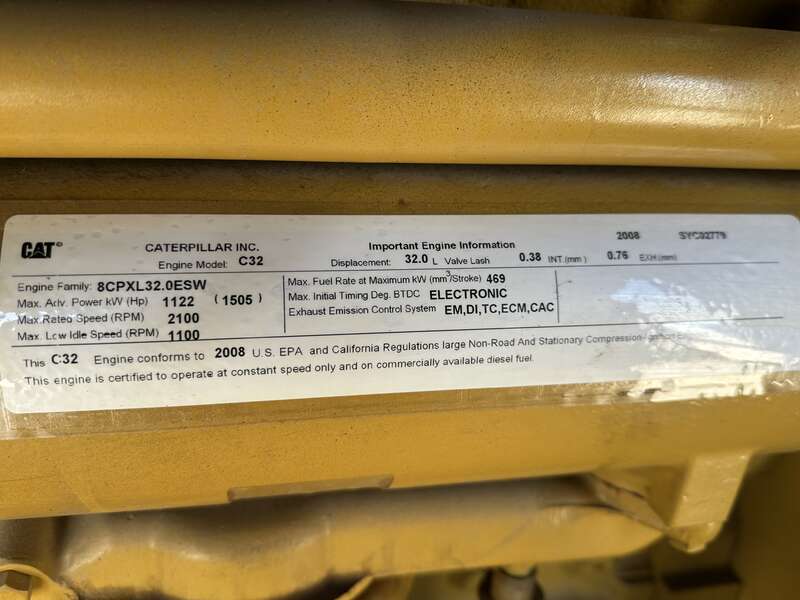 CAT® CATERPILLAR INC. Important Engine Information 2008 SYC02779
Engine Model: C32 Displacement: 32.0 L Valve Lash 0.38 INT.(mm) 0.76 EXH.(mm)
Engine Family: 8CPXL32.0ESW Max. Fuel Rate at Maximum kW (mm³/Stroke) 469
Max. Adv. Power kW (Hp) 1122 (1505) Max. Initial Timing Deg. BTDC ELECTRONIC
Max. Rated Speed (RPM) 2100 Exhaust Emission Control System EM,DI,TC,ECM,CAC
Max. Low Idle Speed (RPM) 1100
This C32 Engine conforms to 2008 U.S. EPA and California Regulations large Non-Road And Stationary Compression-Ignition
This engine is certified to operate at constant speed only and on commercially available diesel fuel.